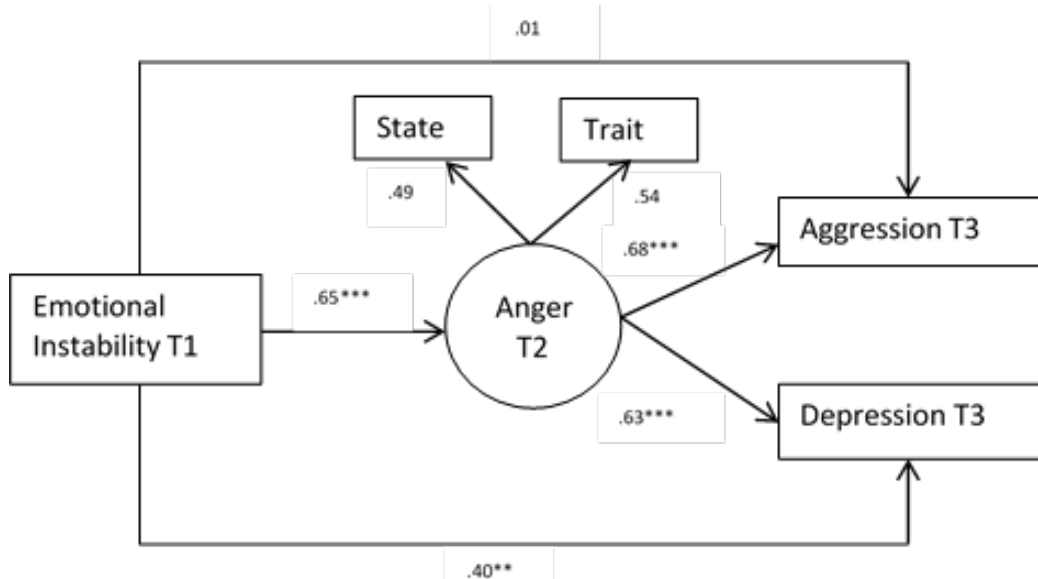 .01
State
Trait
.49
.54
Aggression T3
.68***
Emotional
Instability T1
.65***
Anger
T2
Depression T3
.63***
.40**